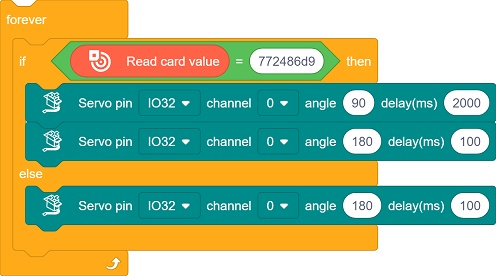 forever
if Read card value = 772486d9 then
Servo pin IO32 channel 0 angle 90 delay(ms) 2000
Servo pin IO32 channel 0 angle 180 delay(ms) 100
else
Servo pin IO32 channel 0 angle 180 delay(ms) 100